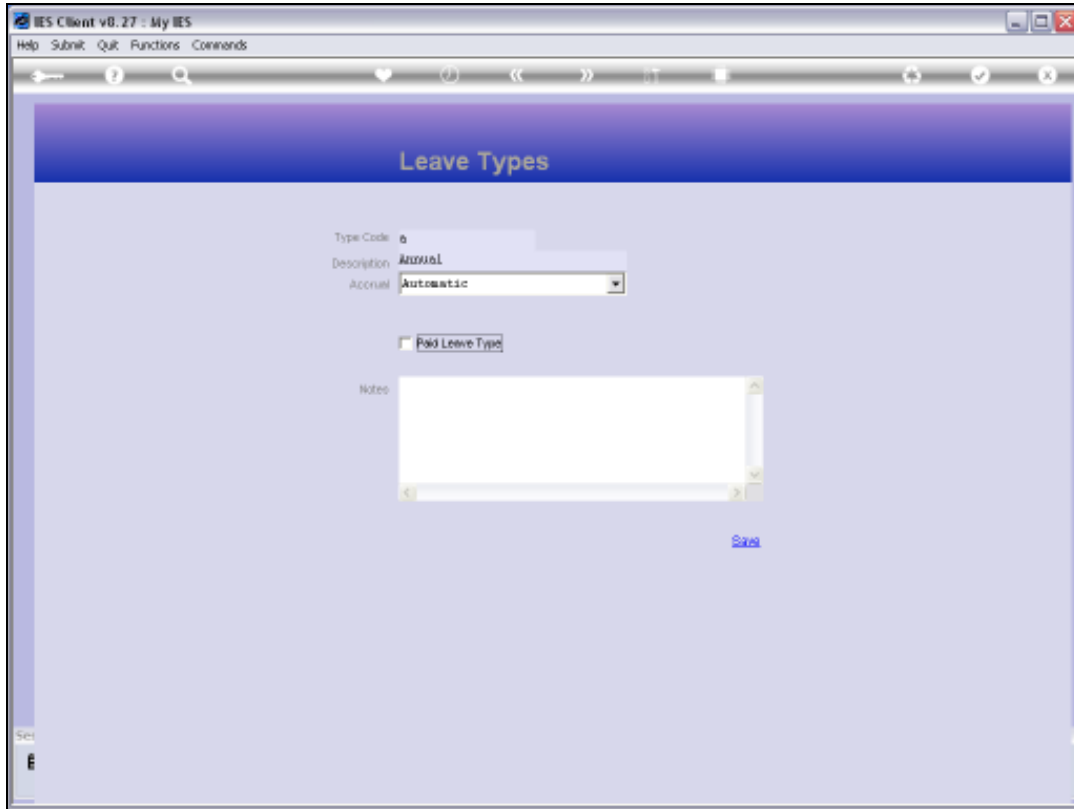 IES Client v8.27 : My IES
Help Submit Quit Functions Commands
Leave Types
Type Code
Description Annual
Accrual Automatic
Paid Leave Type
Notes
Save